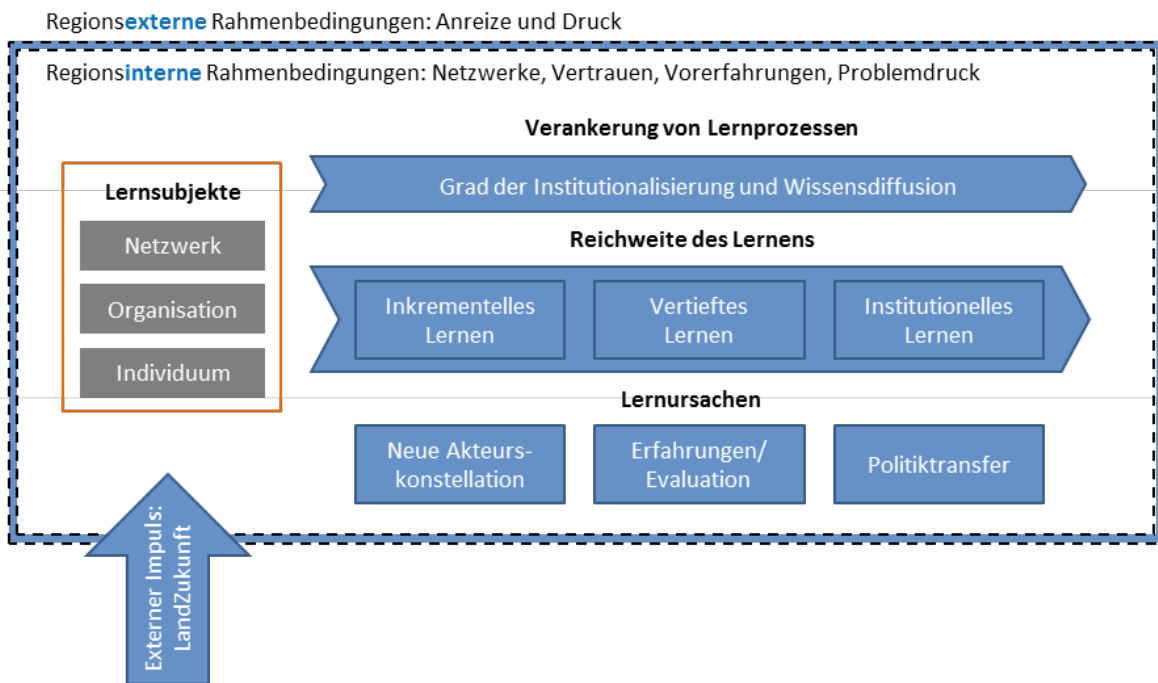 Regionsexterne Rahmenbedingungen: Anreize und Druck
Regionsinterne Rahmenbedingungen: Netzwerke, Vertrauen, Vorerfahrungen, Problemdruck
Verankerung von Lernprozessen
Grad der Institutionalisierung und Wissensdiffusion
Lernsubjekte
Netzwerk
Organisation
Individuum
Reichweite des Lernens
Inkrementelles
Lernen
Vertieftes
Lernen
Institutionelles
Lernen
Lernursachen
Neue Akteurs-
konstellation
Erfahrungen/
Evaluation
Politiktransfer
Externer Impuls:
LandZukunft